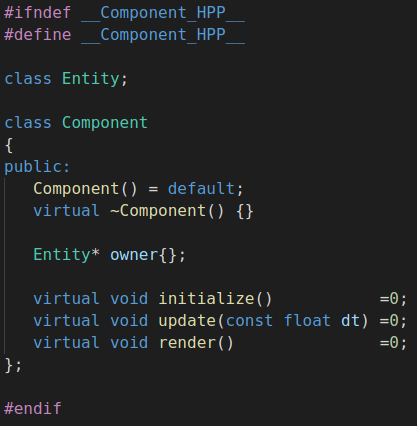 #ifndef __Component_HPP__
#define __Component_HPP__
class Entity;
class Component
{
public:
   Component() = default;
   virtual ~Component() {}
   Entity* owner{};
   virtual void initialize()           =0;
   virtual void update(const float dt) =0;
   virtual void render()               =0;
};
#endif